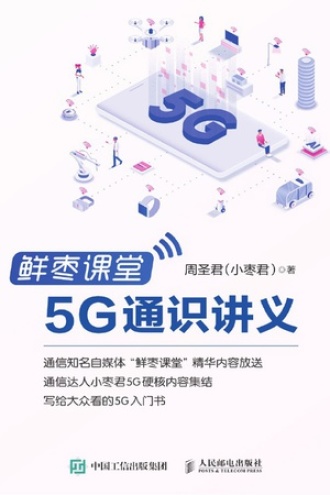 5G
鲜枣课堂
周圣君（小枣君）◎著
5G通识讲义
通信知名自媒体“鲜枣课堂”精华内容放送
通信达人小枣君5G硬核内容集结
写给大众看的5G入门书
中国工信出版集团
人民邮电出版社
POSTS & TELECOM PRESS